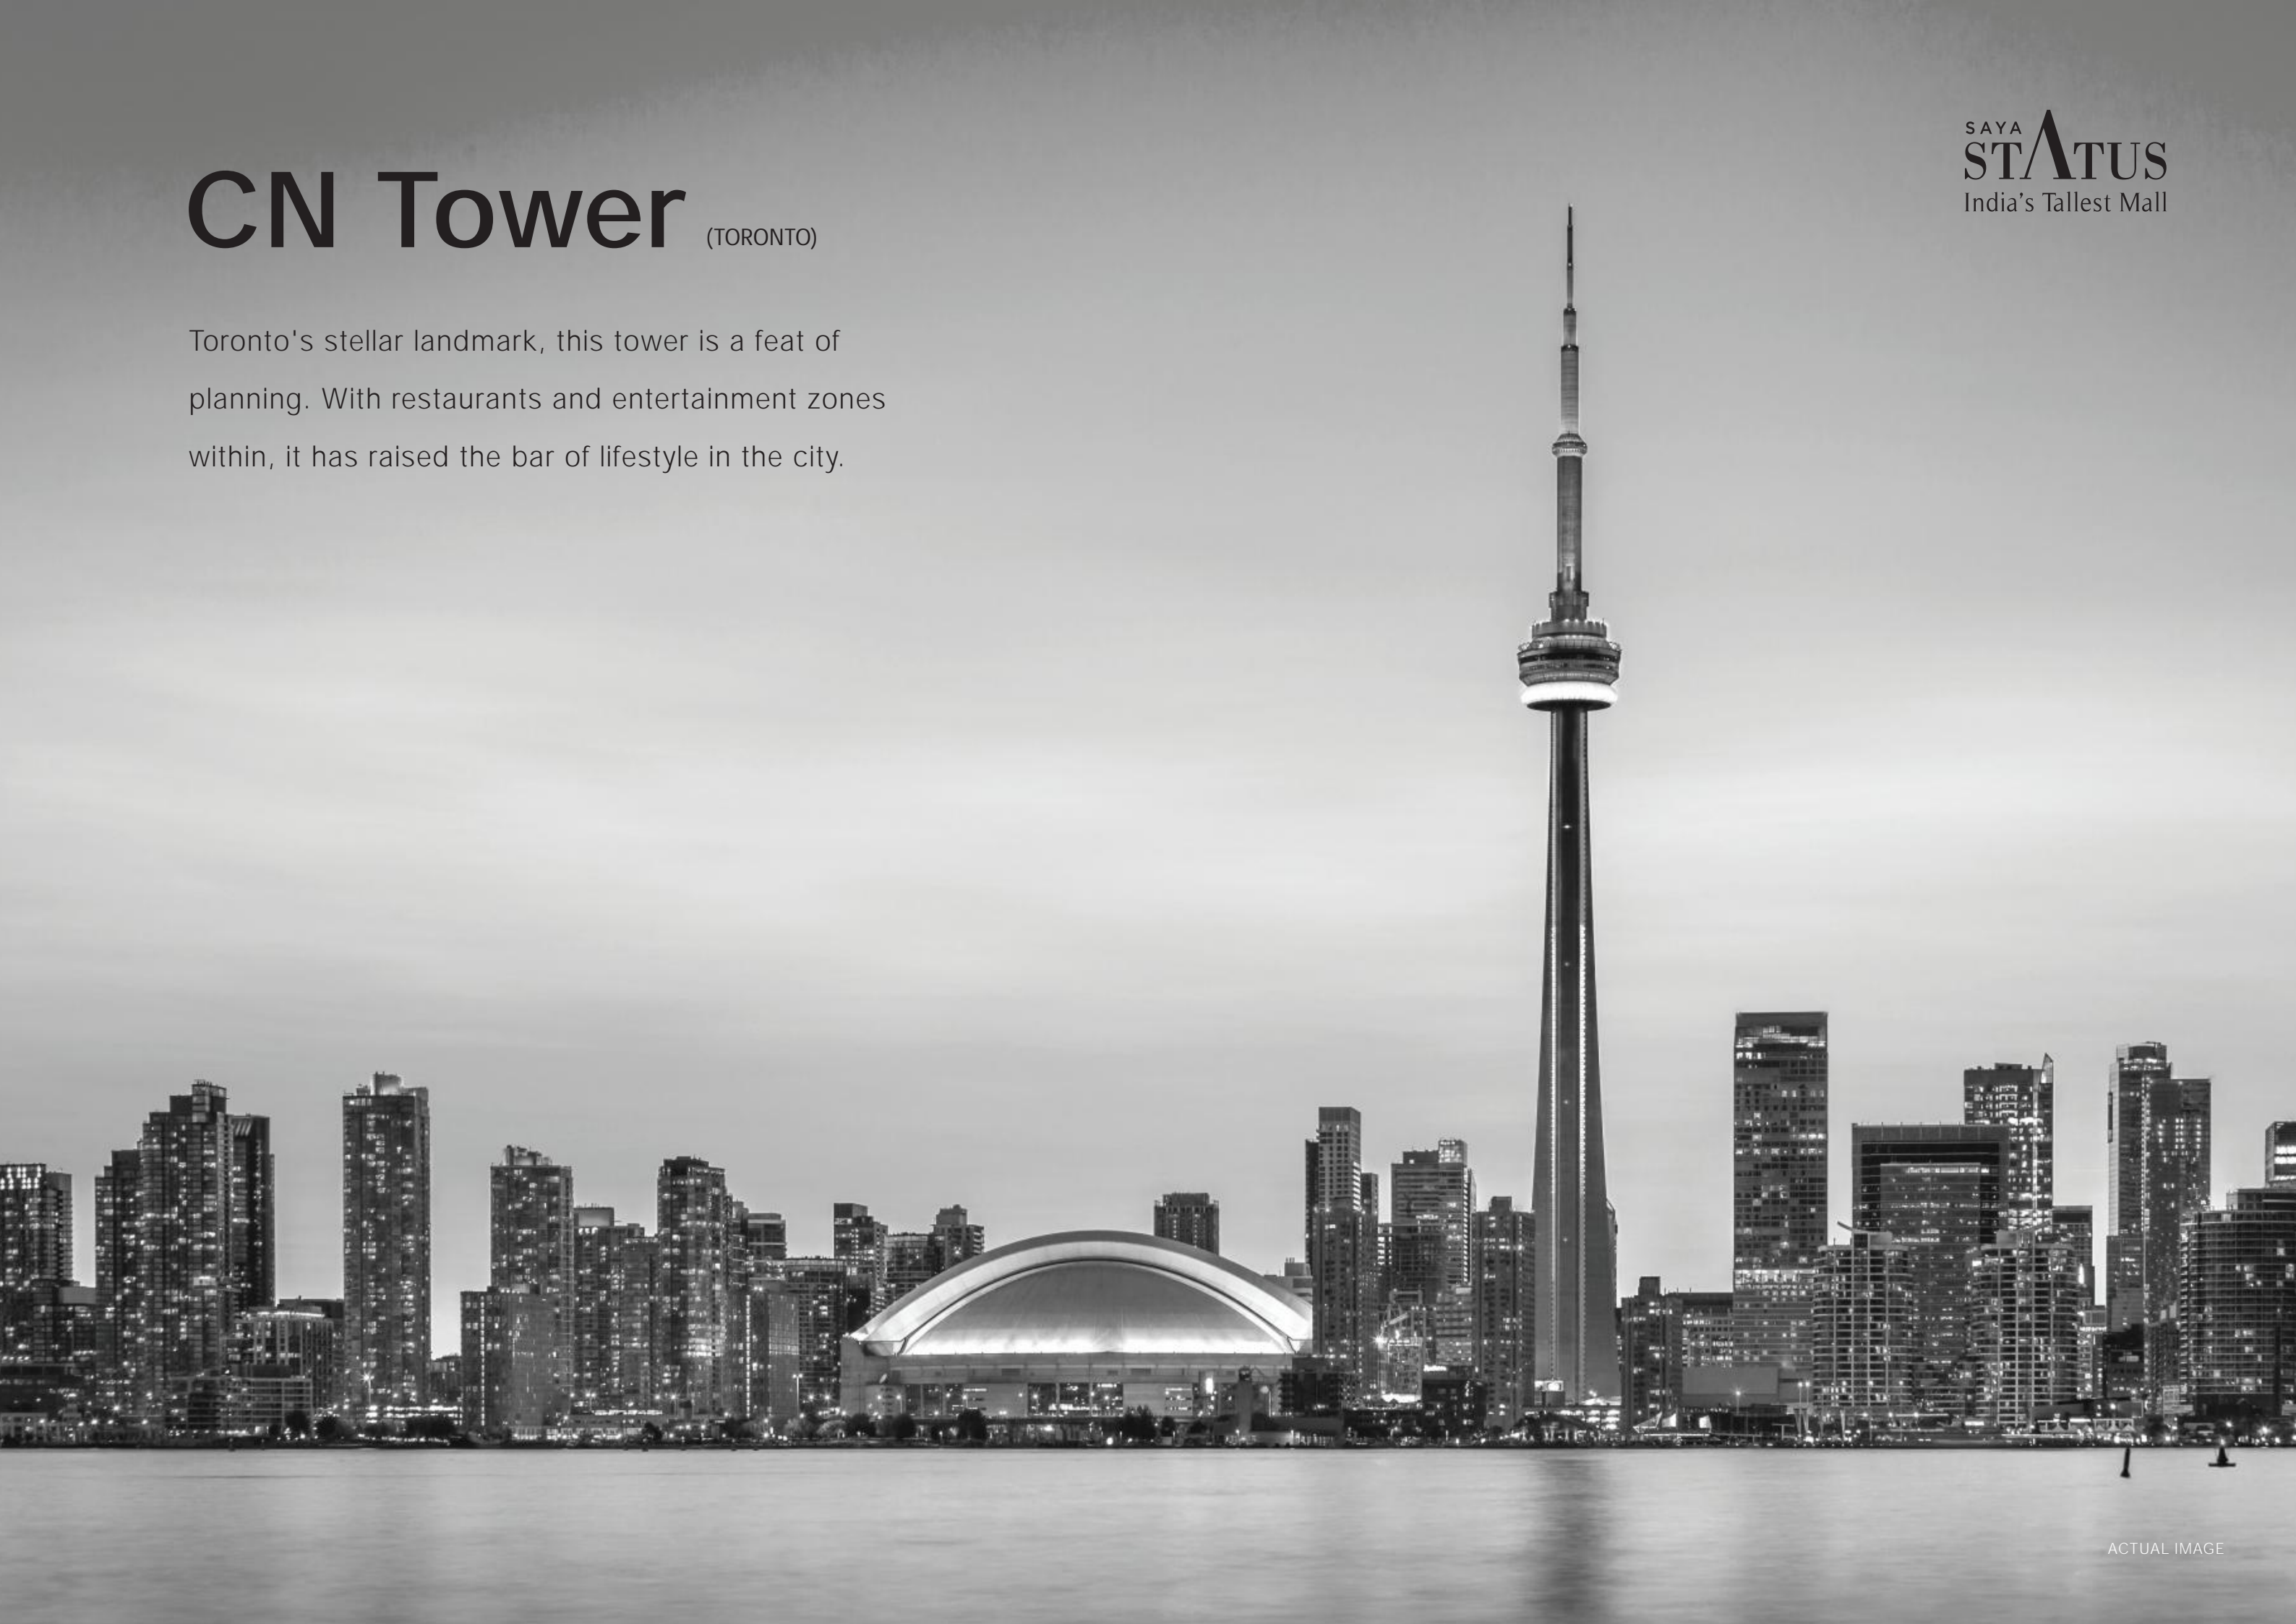 CN Tower (TORONTO)
Toronto's stellar landmark, this tower is a feat of
planning. With restaurants and entertainment zones
within, it has raised the bar of lifestyle in the city.
SAYA
STATUS
India's Tallest Mall
ACTUAL IMAGE